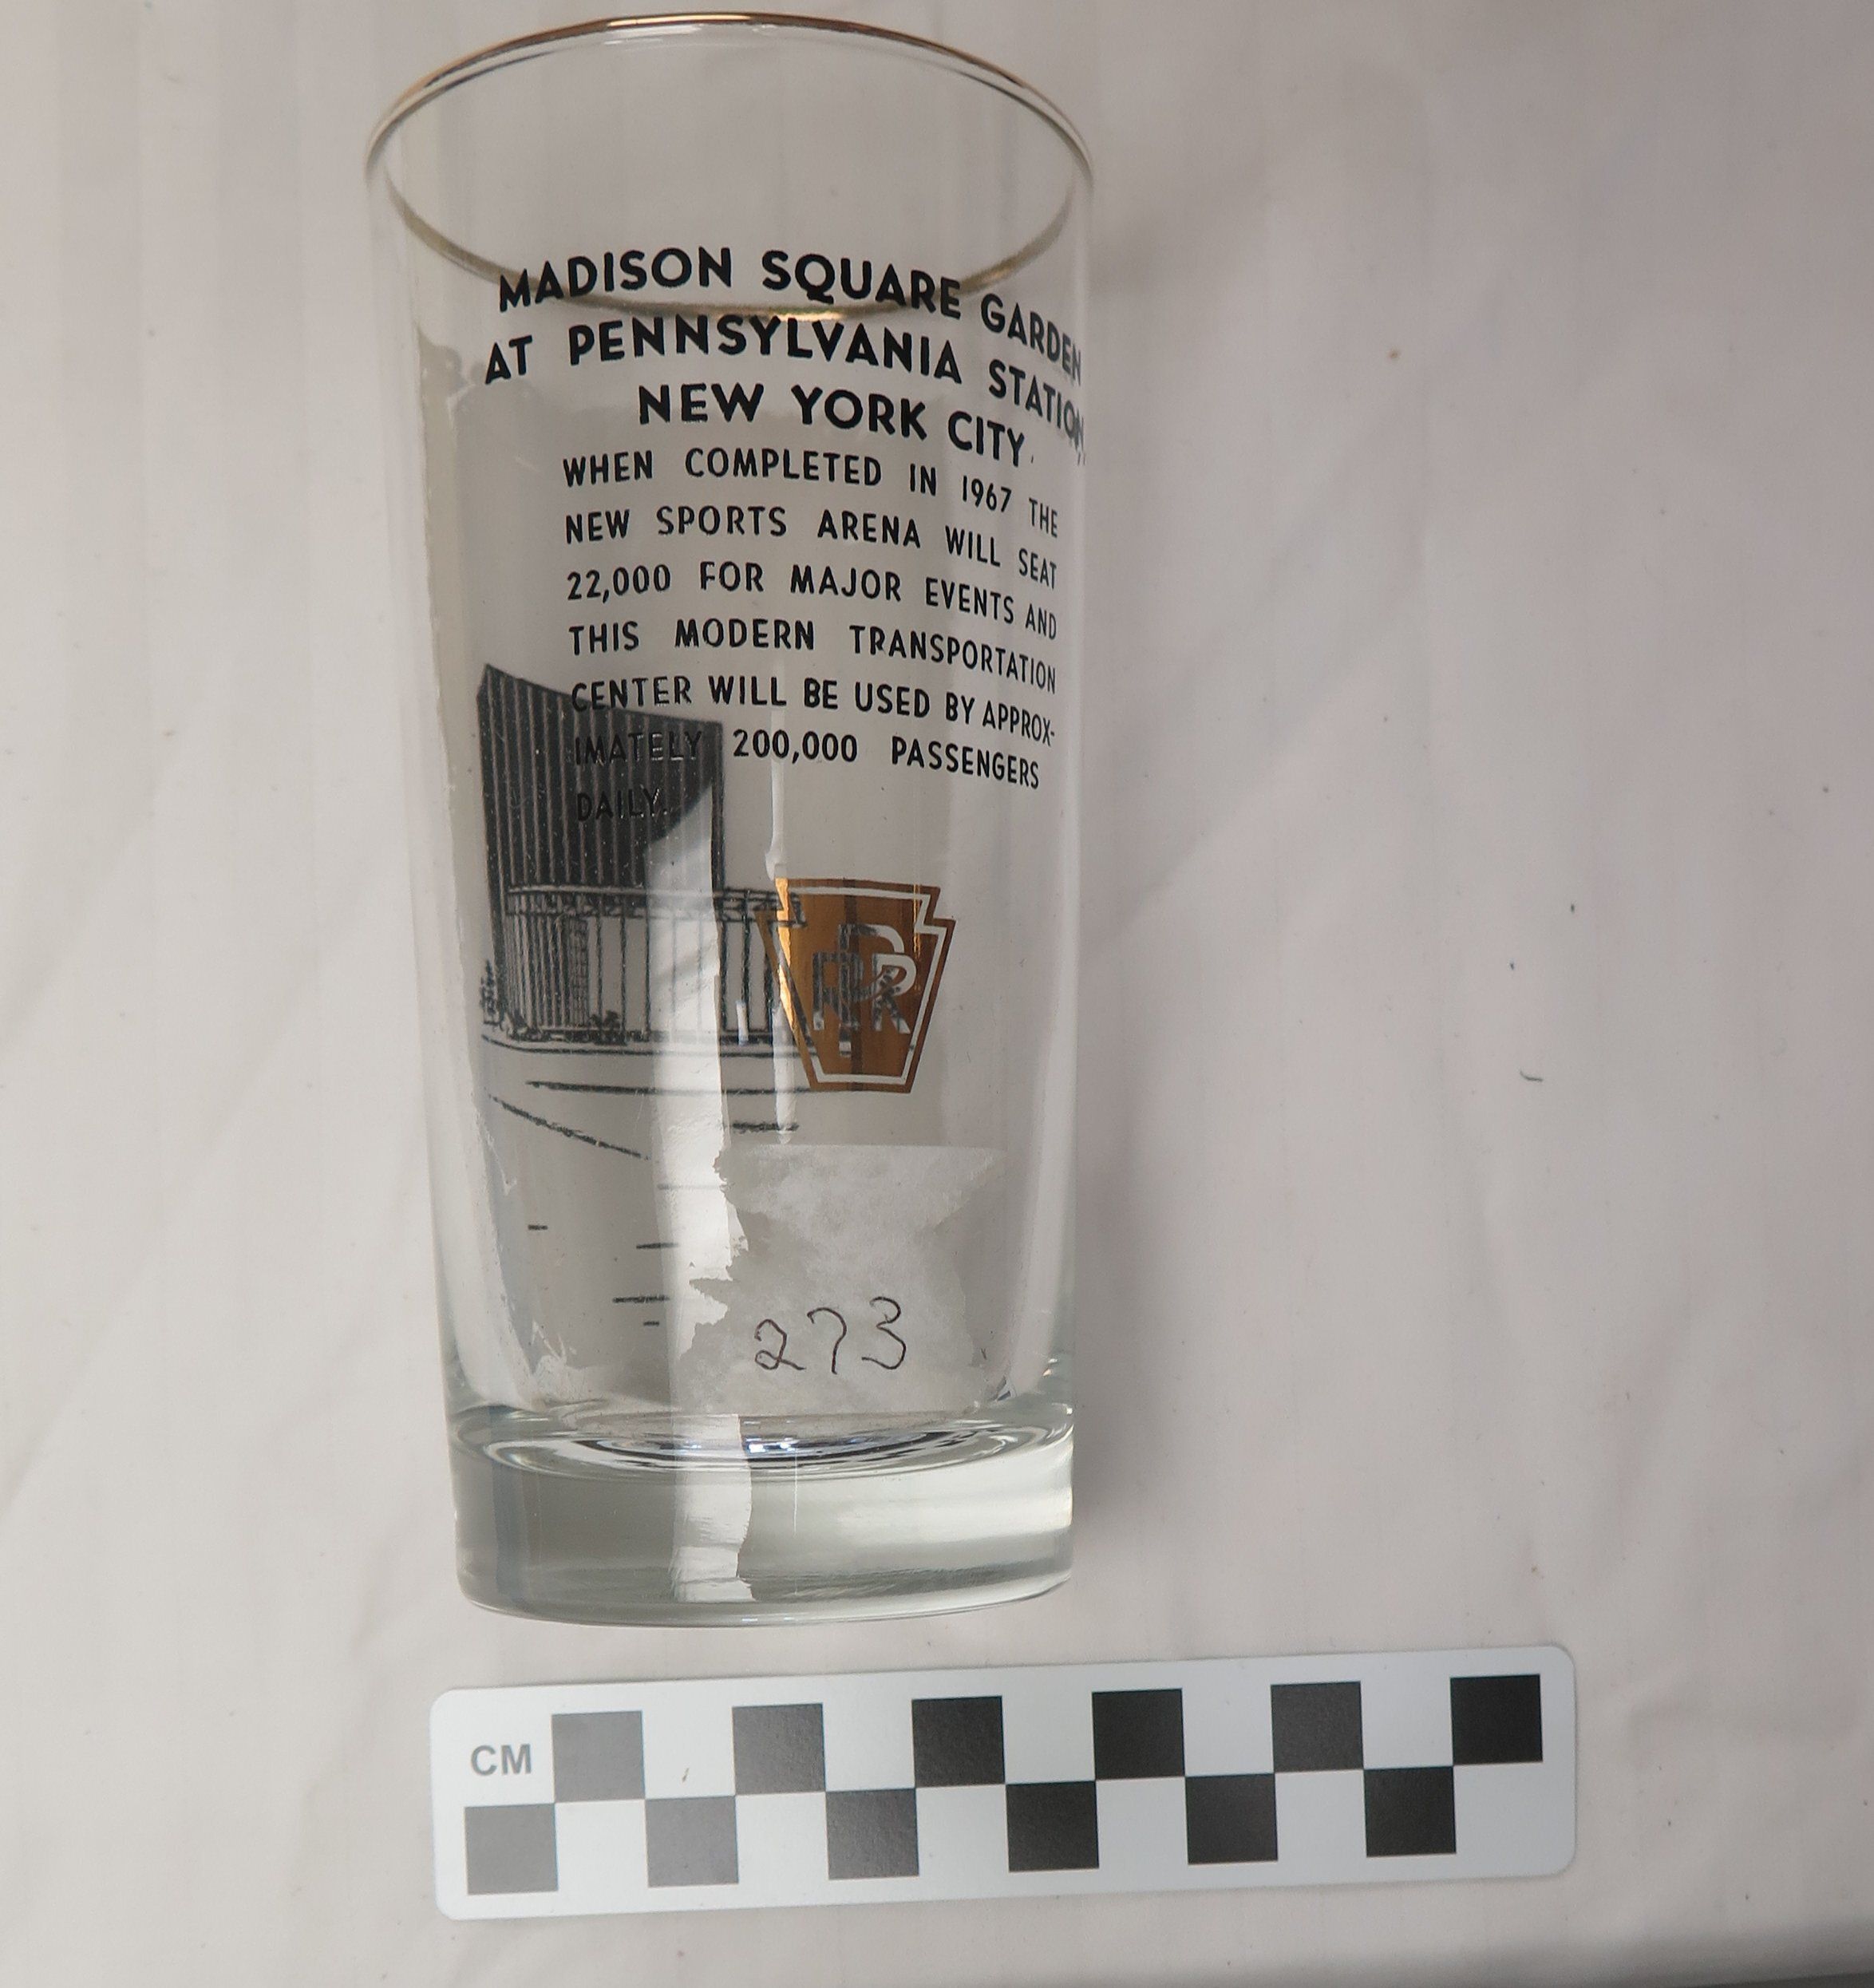 MADISON SQUARE GARDEN
AT PENNSYLVANIA STATION,
NEW YORK CITY.
WHEN COMPLETED IN 1967 THE
NEW SPORTS ARENA WILL SEAT
22,000 FOR MAJOR EVENTS AND
THIS MODERN TRANSPORTATION
CENTER WILL BE USED BY APPROX-
IMATELY 200,000 PASSENGERS
DAILY.
PRR
273
CM